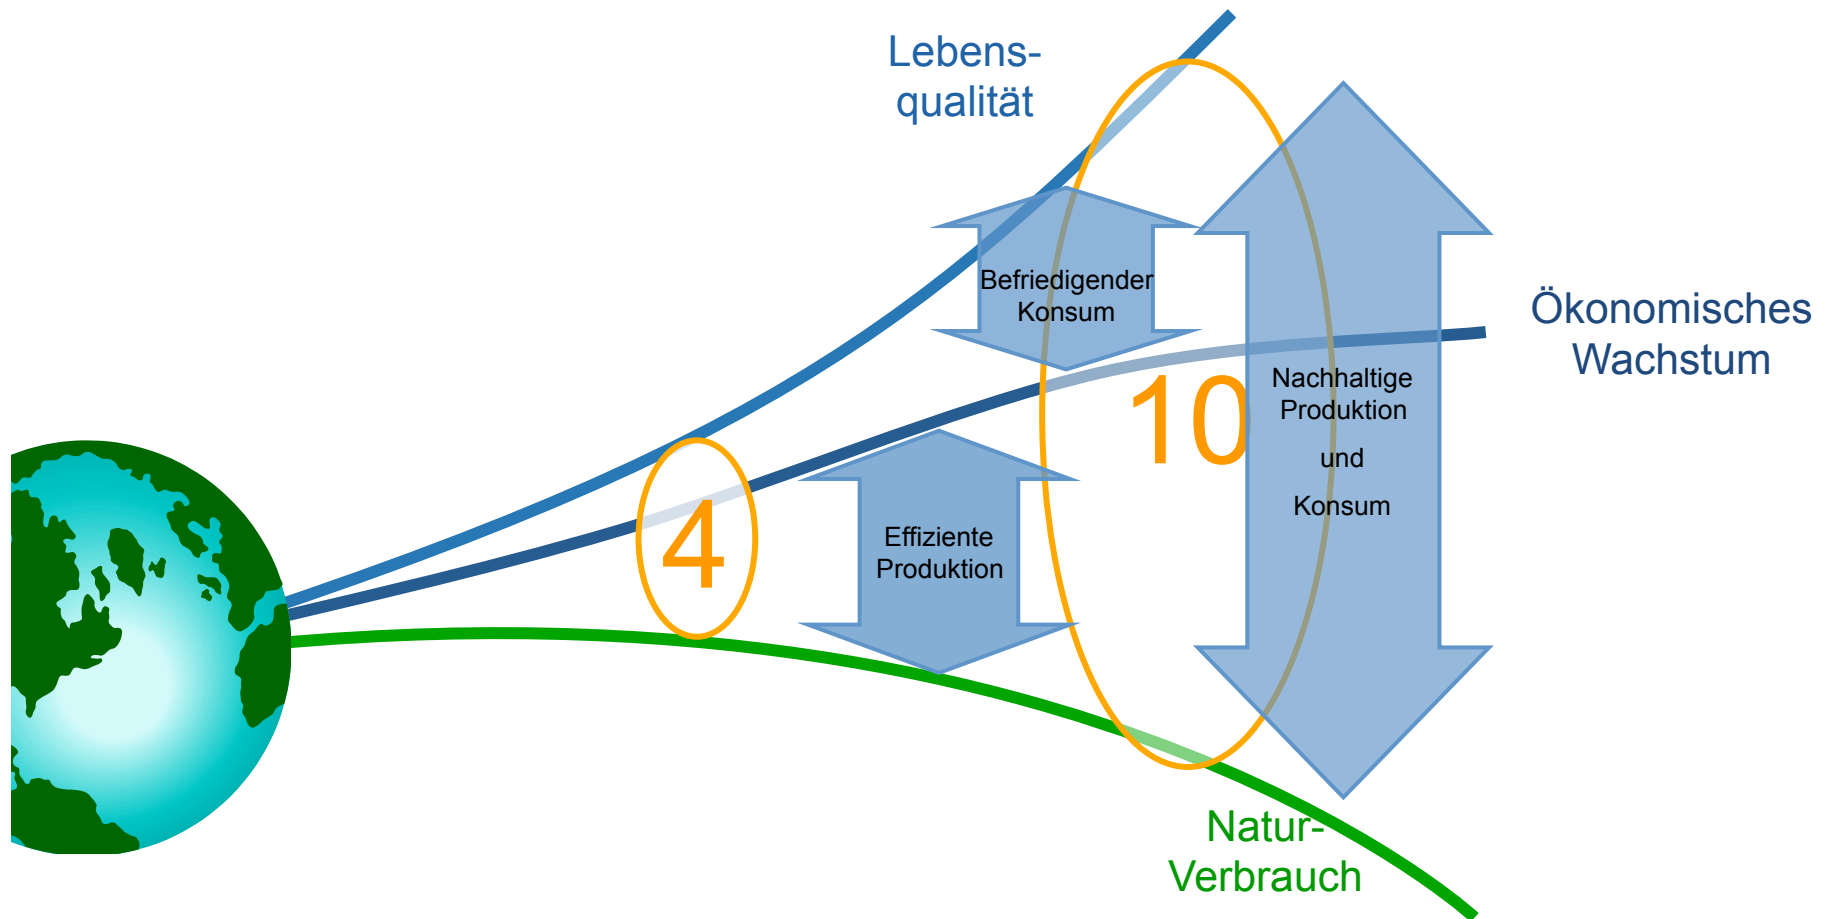 Lebens-
qualität
Befriedigender
Konsum
Ökonomisches
Wachstum
10
Nachhaltige
Produktion
und
Konsum
4
Effiziente
Produktion
Natur-
Verbrauch